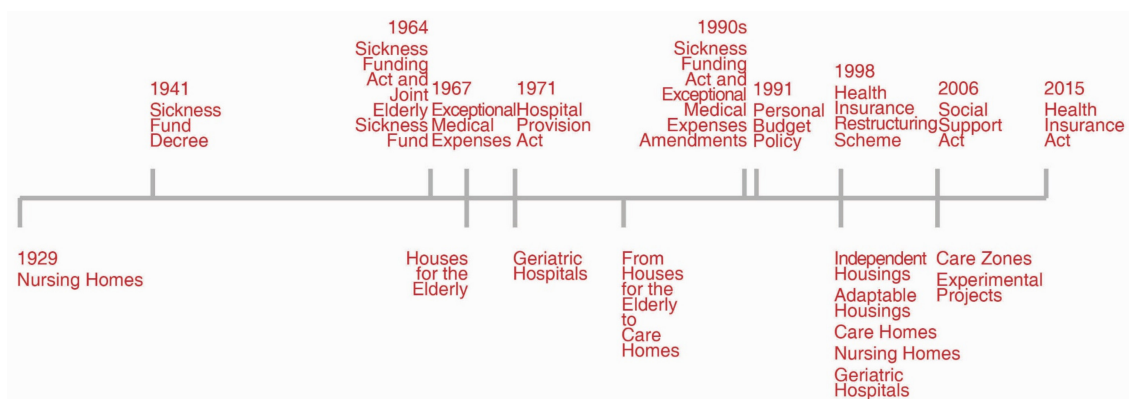 1941
Sickness
Fund
Decree
1964
Sickness
Funding
Act and
Joint
Elderly
Sickness
Fund
1967
Exceptional
Medical
Expenses
1971
Hospital
Provision
Act
1990s
Sickness
Funding
Act and
Exceptional
Medical
Expenses
Amendments
1991
Personal
Budget
Policy
1998
Health
Insurance
Restructuring
Scheme
2006
Social
Support
Act
2015
Health
Insurance
Act
1929
Nursing Homes
Houses
for the
Elderly
Geriatric
Hospitals
From
Houses
for the
Elderly
to
Care
Homes
Independent
Housings
Adaptable
Housings
Care Homes
Nursing Homes
Geriatric
Hospitals
Care Zones
Experimental
Projects